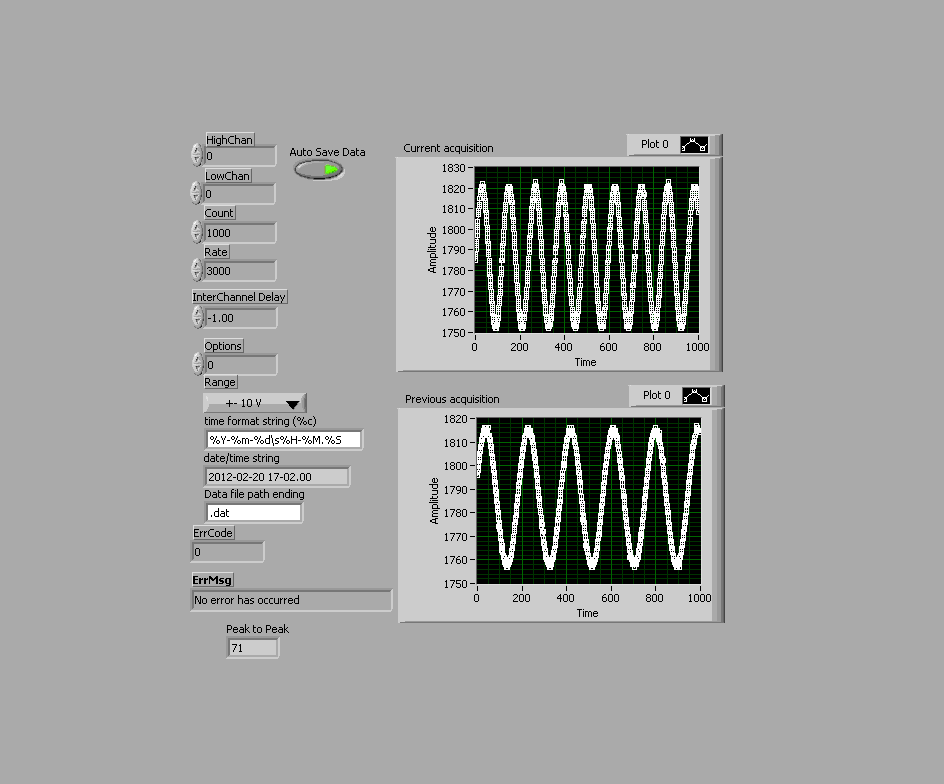 HighChan
0
Auto Save Data
LowChan
0
Count
1000
Rate
3000
InterChannel Delay
-1.00
Options
0
Range
+- 10 V
time format string (%c)
%Y-%m-%d\s%H-%M.%S
date/time string
2012-02-20 17-02.00
Data file path ending
.dat
ErrCode
0
ErrMsg
No error has occurred
Peak to Peak
71
Current acquisition
Plot 0
Amplitude
1830
1820
1810
1800
1790
1780
1770
1760
1750
0 200 400 600 800 1000
Time
Previous acquisition
Plot 0
Amplitude
1820
1810
1800
1790
1780
1770
1760
1750
0 200 400 600 800 1000
Time